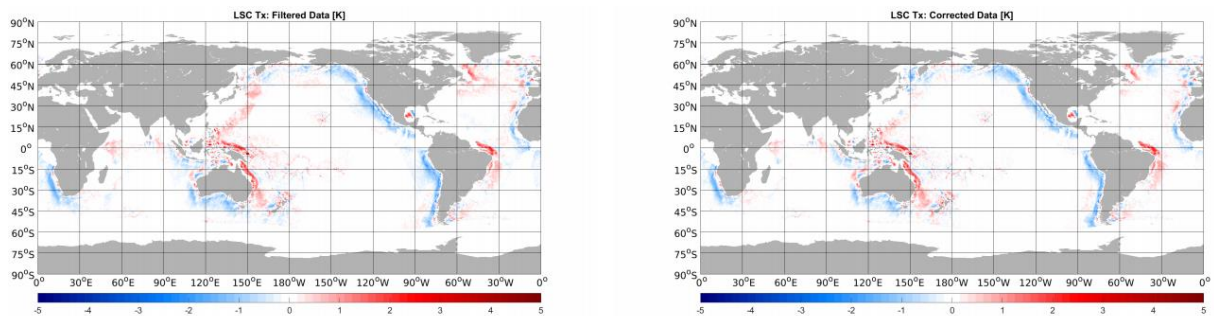 LSC Tx: Filtered Data [K]
90°N
75°N
60°N
45°N
30°N
15°N
0°
15°S
30°S
45°S
60°S
75°S
90°S
0° 30°E 60°E 90°E 120°E 150°E 180°W 150°W 120°W 90°W 60°W 30°W 0°
-5 -4 -3 -2 -1 0 1 2 3 4 5
LSC Tx: Corrected Data [K]
90°N
75°N
60°N
45°N
30°N
15°N
0°
15°S
30°S
45°S
60°S
75°S
90°S
0° 30°E 60°E 90°E 120°E 150°E 180°W 150°W 120°W 90°W 60°W 30°W 0°
-5 -4 -3 -2 -1 0 1 2 3 4 5